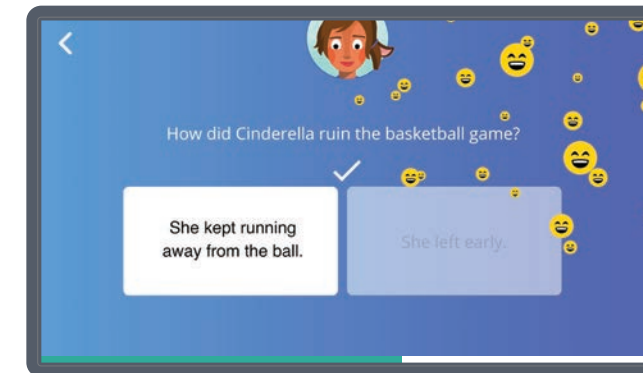 How did Cinderella ruin the basketball game?
She kept running
away from the ball.
She left early.